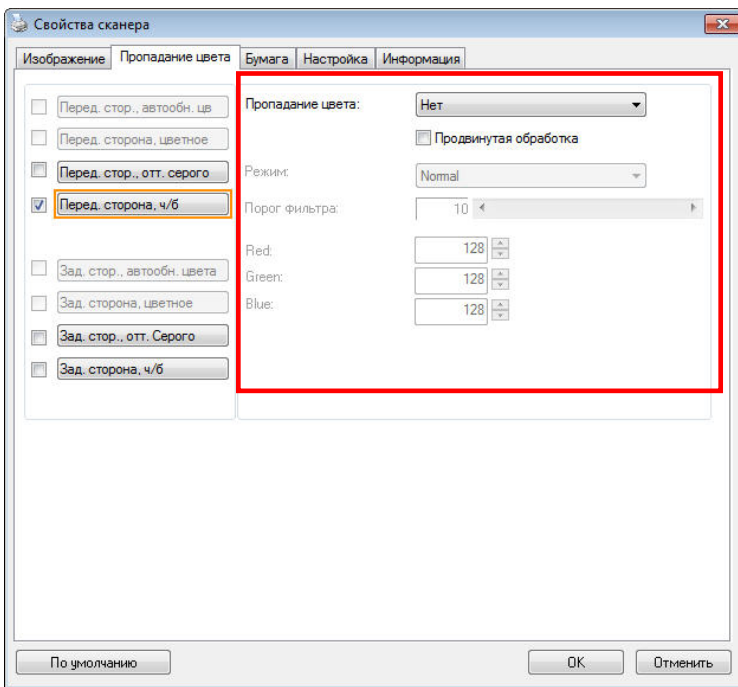 Свойства сканера
Изображение Пропадание цвета Бумага Настройка Информация
Перед. стор., автообн. цв
Перед. сторона, цветное
Перед. стор., отт. серого
Перед. сторона, ч/б
Зад. стор., автообн. цвета
Зад. сторона, цветное
Зад. стор., отт. Серого
Зад. сторона, ч/б
Пропадание цвета: Нет
Продвинутая обработка
Режим: Normal
Порог фильтра: 10
Red: 128
Green: 128
Blue: 128
По умолчанию OK Отменить